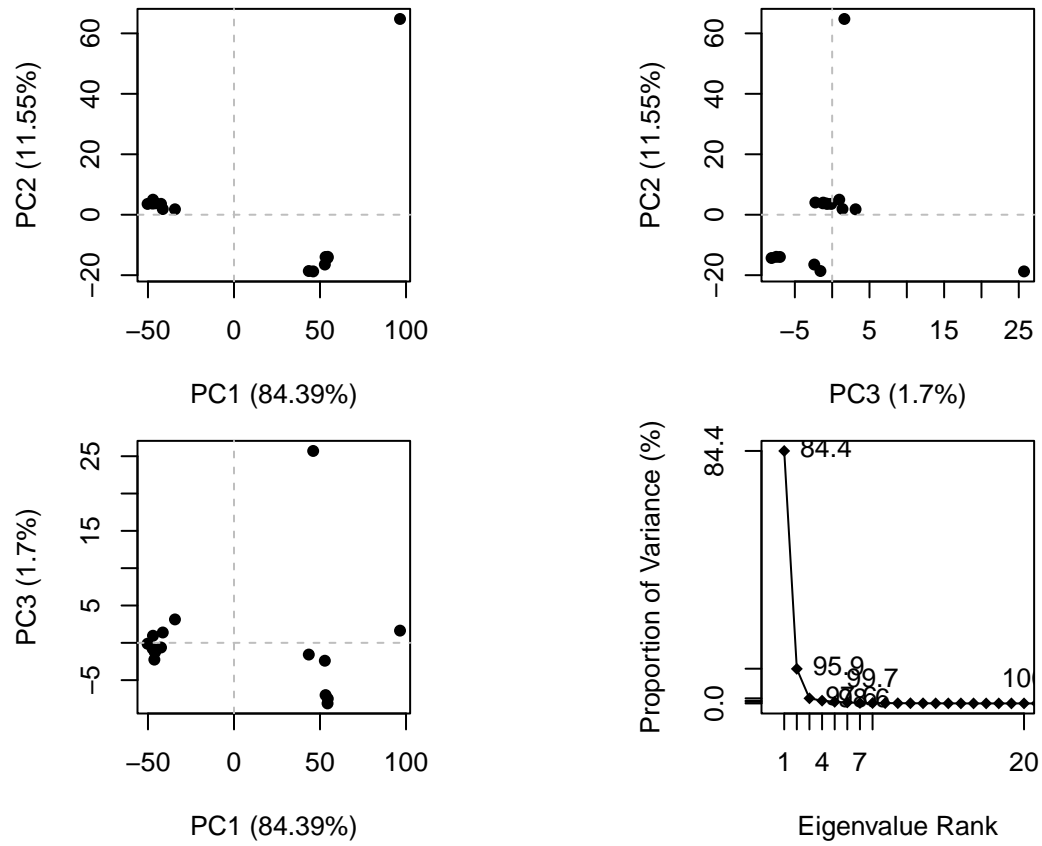 60
40
20
0
−20
PC2 (11.55%)
−50 0 50 100
PC1 (84.39%)
60
40
20
0
−20
PC2 (11.55%)
−5 5 15 25
PC3 (1.7%)
25
15
5
−5
PC3 (1.7%)
−50 0 50 100
PC1 (84.39%)
84.4
0.0
Proportion of Variance (%)
84.4
95.9
99.7
1 4 7 20
Eigenvalue Rank